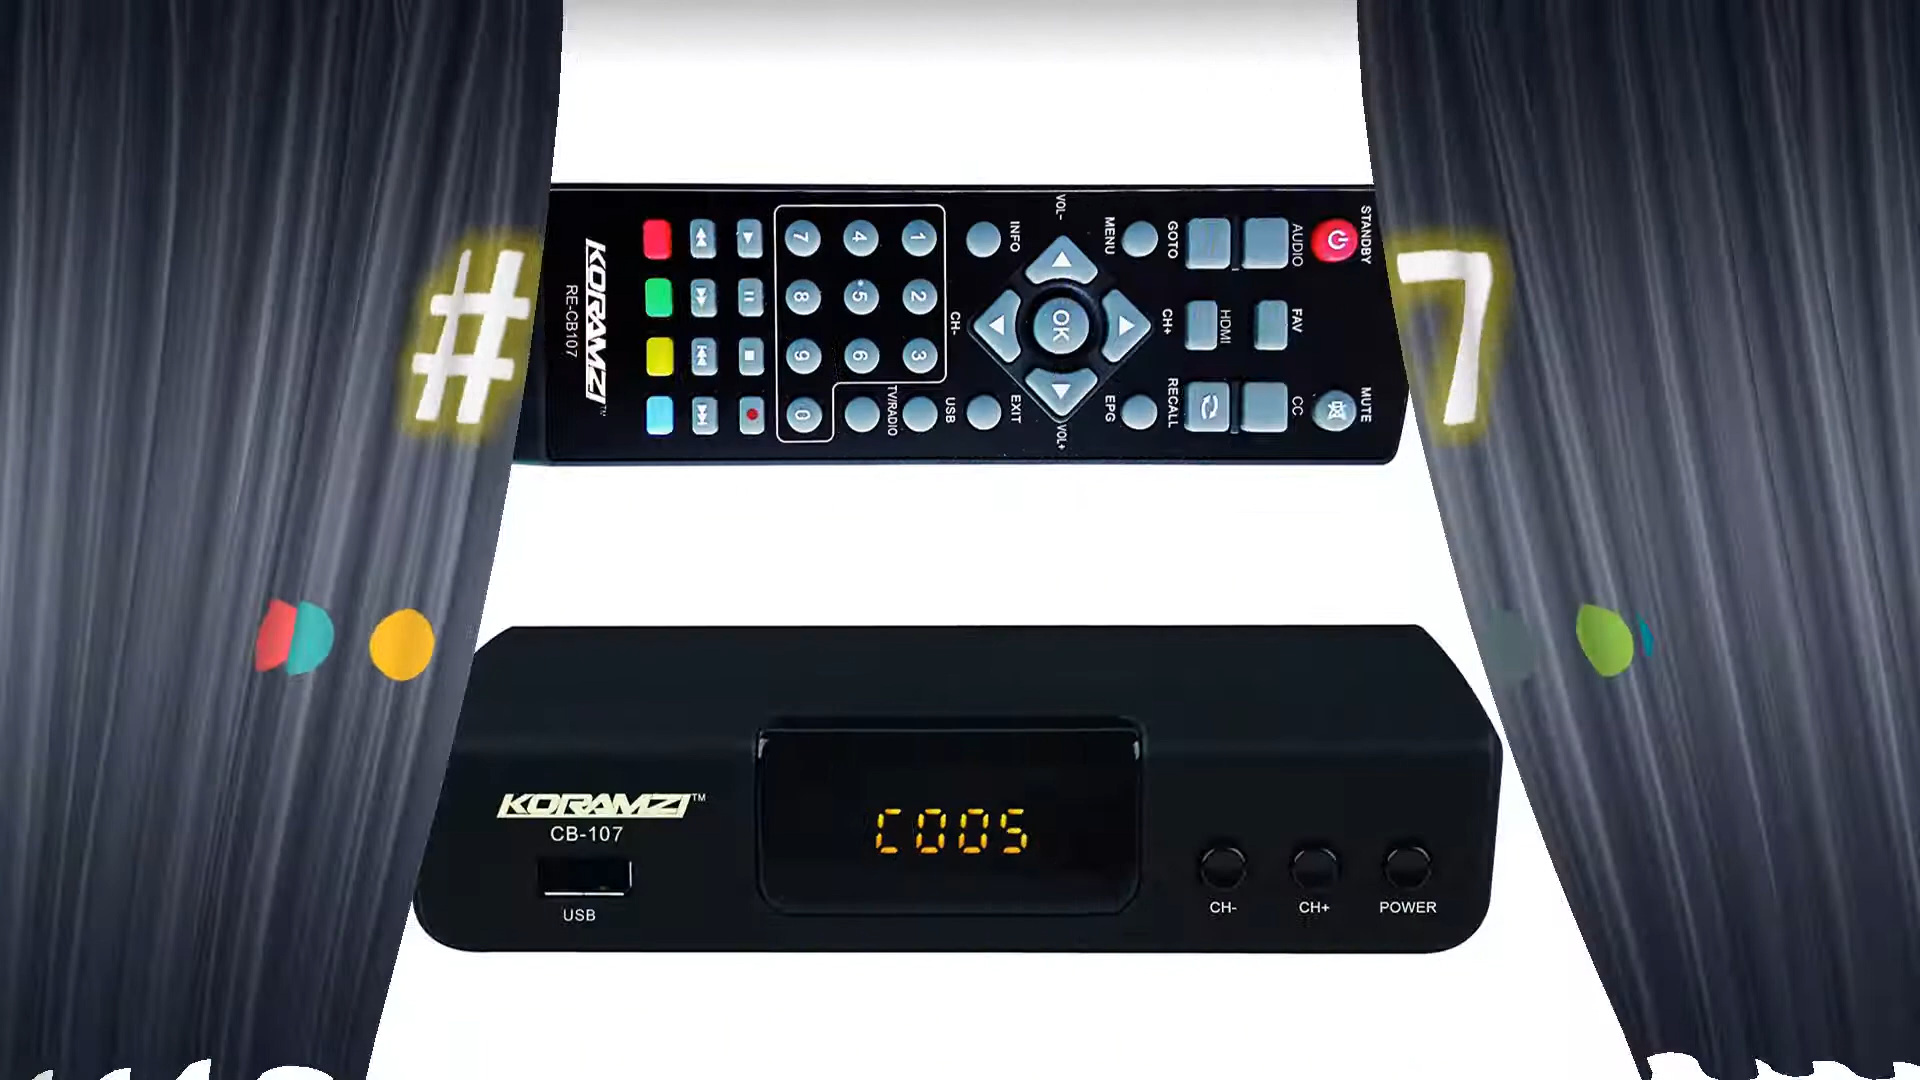 # 7
STANDBY
MUTE
AUDIO
FAV
CC
HDMI
GOTO
CH+
RECALL
MENU
EPG
VOL-
OK
VOL+
INFO
EXIT
CH-
USB
1 2 3
4 5 6
TV/RADIO
7 8 9 0
KORAMZI™
RE-CB107
KORAMZI™
CB-107
USB
C005
CH- CH+ POWER